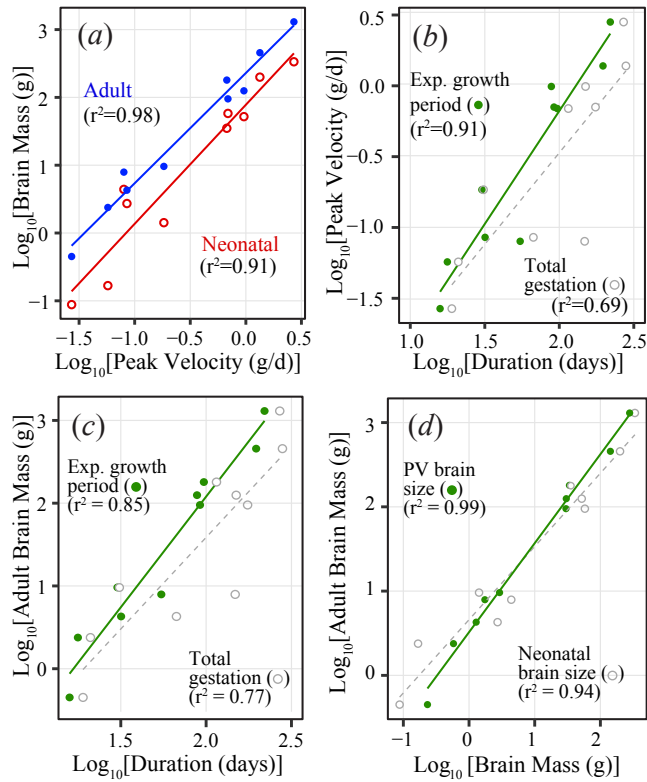 (a)
Adult
(r²=0.98)
Neonatal
(r²=0.91)
Log₁₀[Brain Mass (g)]
3
2
1
0
−1
−1.5 −1.0 −0.5 0.0 0.5
Log₁₀[Peak Velocity (g/d)]
(b)
Exp. growth
period ( )
(r²=0.91)
Total
gestation ( )
(r²=0.69)
Log₁₀[Peak Velocity (g/d)]
0.5
0.0
−0.5
−1.0
−1.5
1.0 1.5 2.0 2.5
Log₁₀[Duration (days)]
(c)
Exp. growth
period ( )
(r² = 0.85)
Total
gestation ( )
(r² = 0.77)
Log₁₀[Adult Brain Mass (g)]
3
2
1
0
1.5 2.0 2.5
Log₁₀[Duration (days)]
(d)
PV brain
size ( )
(r² = 0.99)
Neonatal
brain size ( )
(r² = 0.94)
Log₁₀[Adult Brain Mass (g)]
3
2
1
0
−1 0 1 2
Log₁₀[Brain Mass (g)]